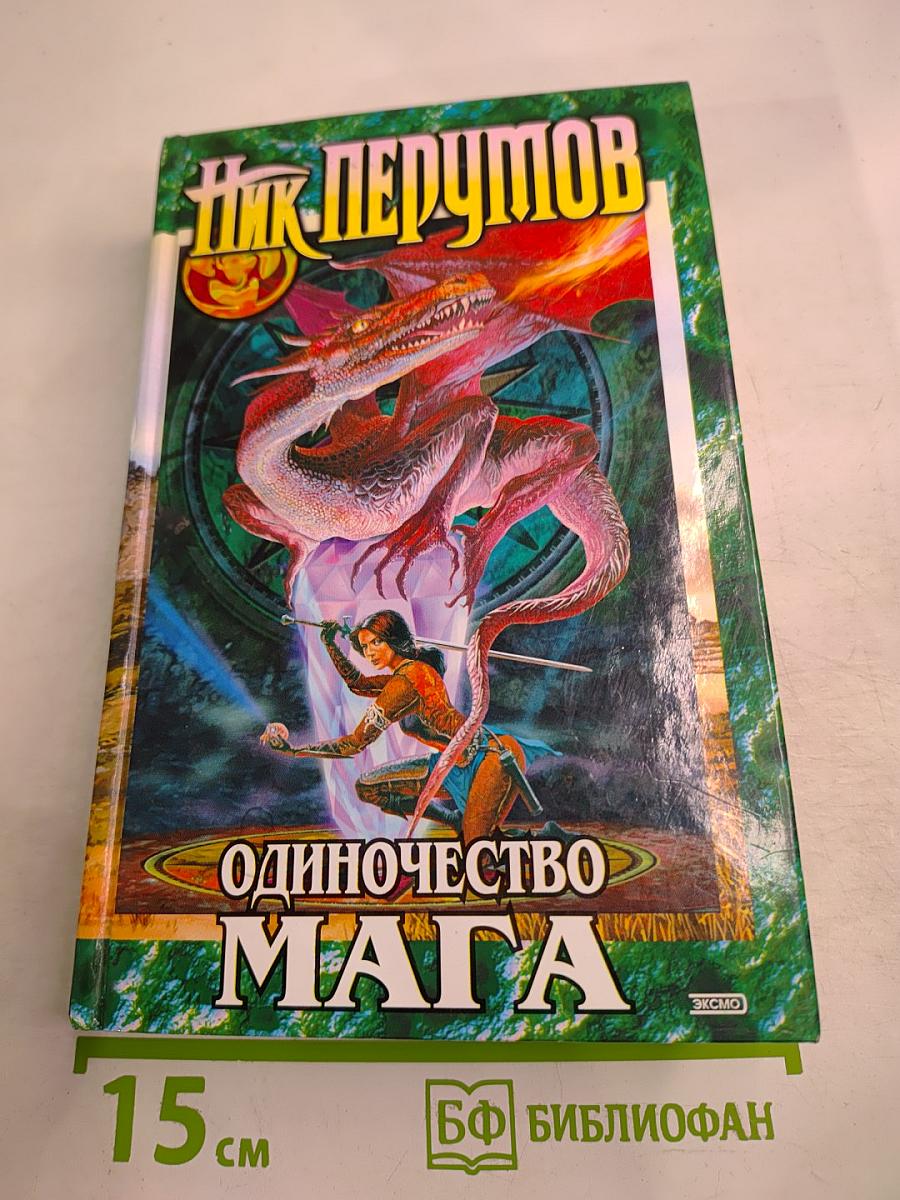 Ник ПЕРУМОВ
ОДИНОЧЕСТВО
МАГА
ЭКСМО
15 см
БФ БИБЛИОФАН